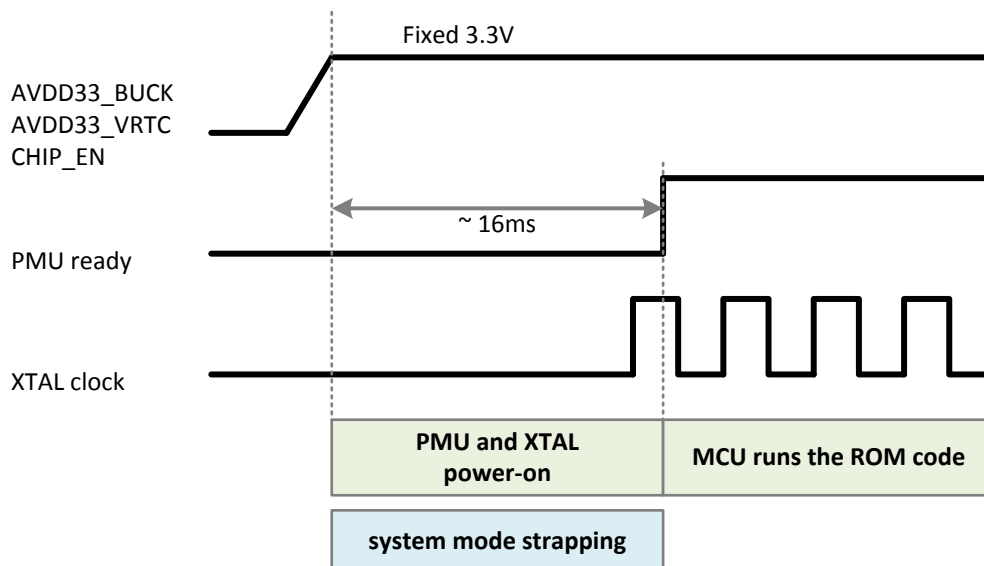 Fixed 3.3V
AVDD33_BUCK
AVDD33_VRTC
CHIP_EN
~ 16ms
PMU ready
XTAL clock
PMU and XTAL
power-on
MCU runs the ROM code
system mode strapping